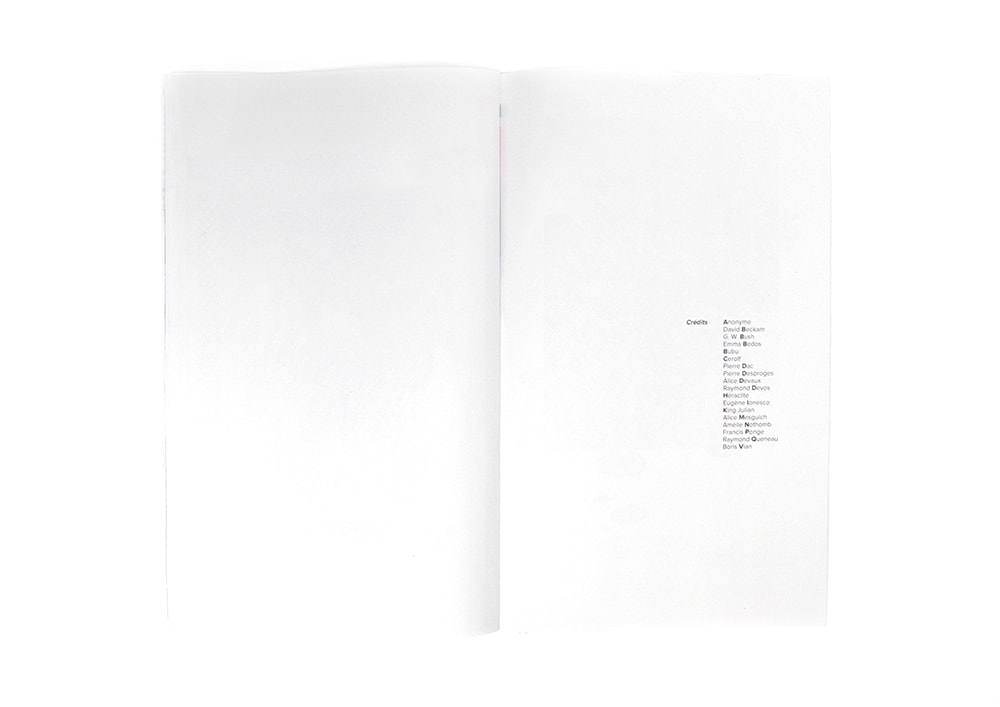 Crédits
Anonyme
David Beckam
G. W. Bush
Emma Bedos
Bubu
Cerolf
Pierre Dac
Pierre Desproges
Alice Devaux
Raymond Devos
Héraclite
Eugène Ionesco
King Julian
Alice Mesguich
Amélie Nothomb
Francis Ponge
Raymond Queneau
Boris Vian